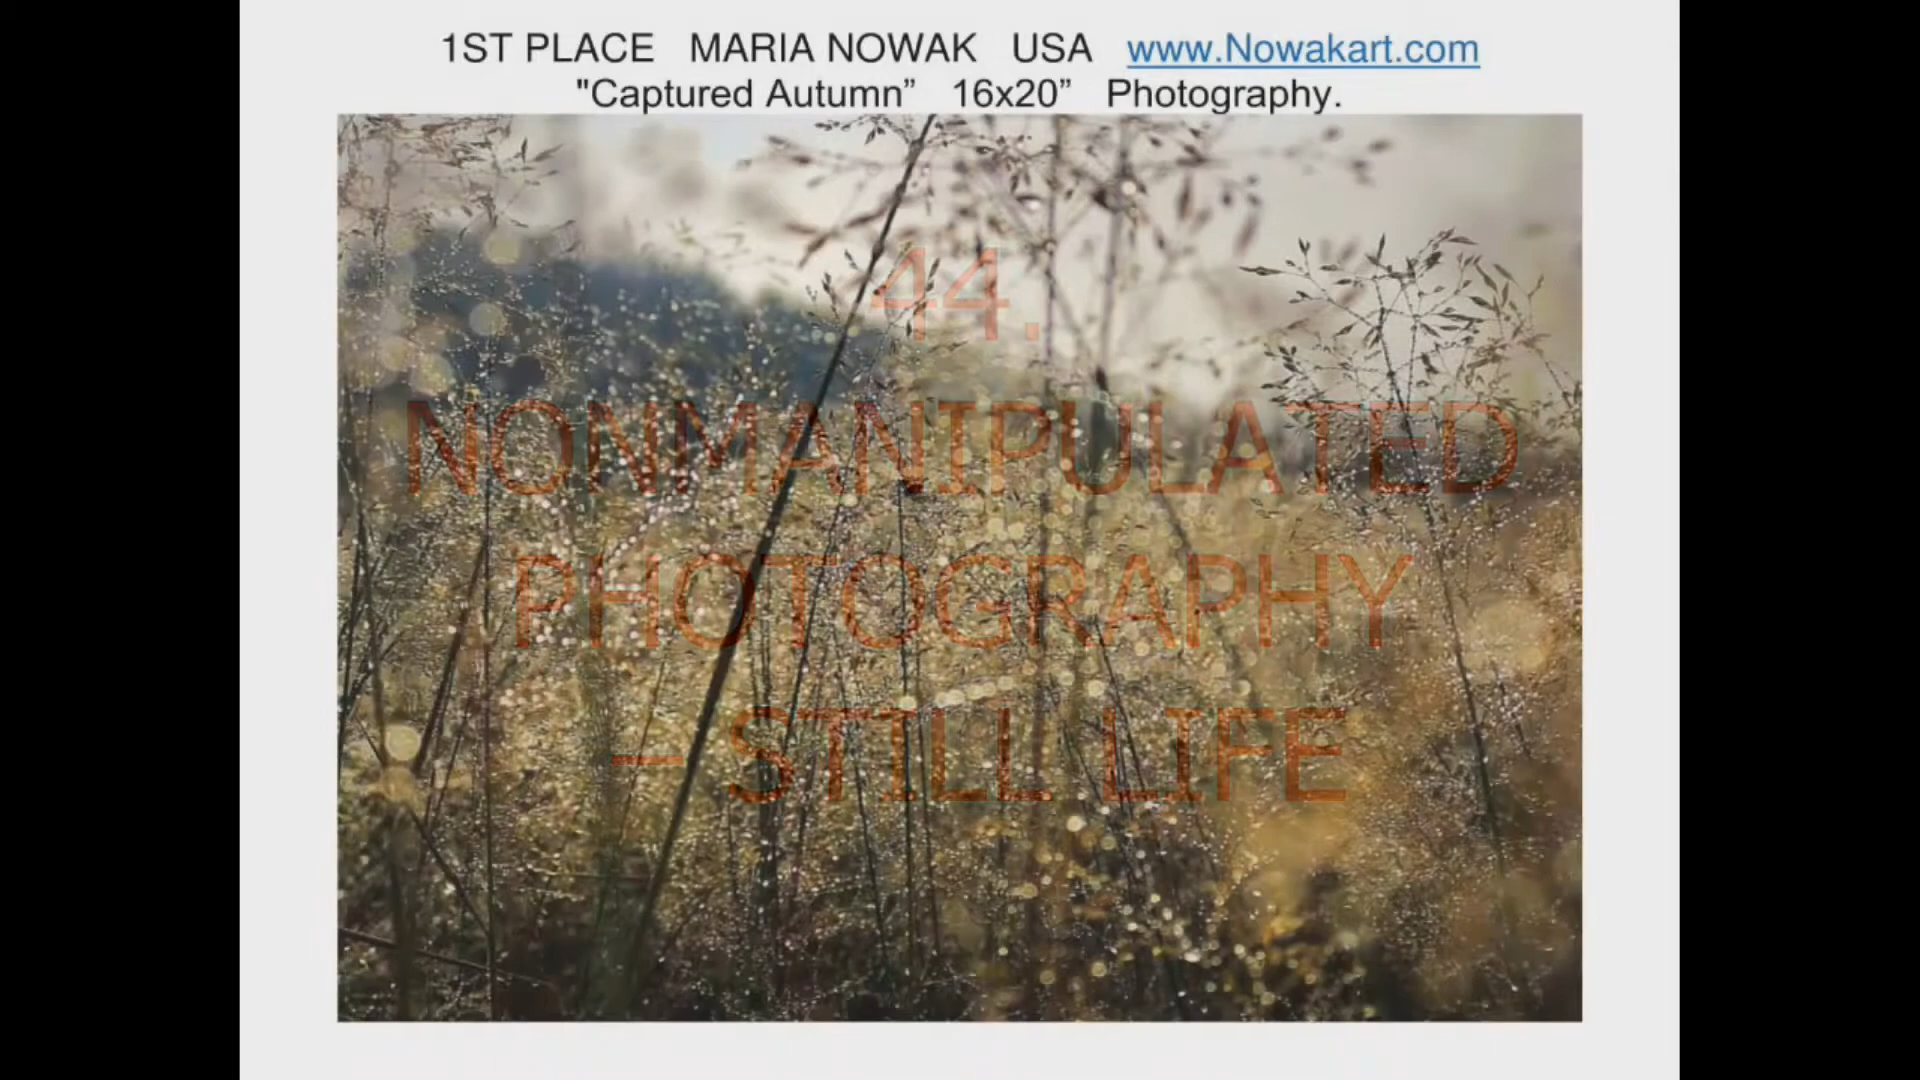 1ST PLACE MARIA NOWAK USA www.Nowakart.com
"Captured Autumn” 16x20” Photography.
44.
NONMANIPULATED
PHOTOGRAPHY
– STILL LIFE